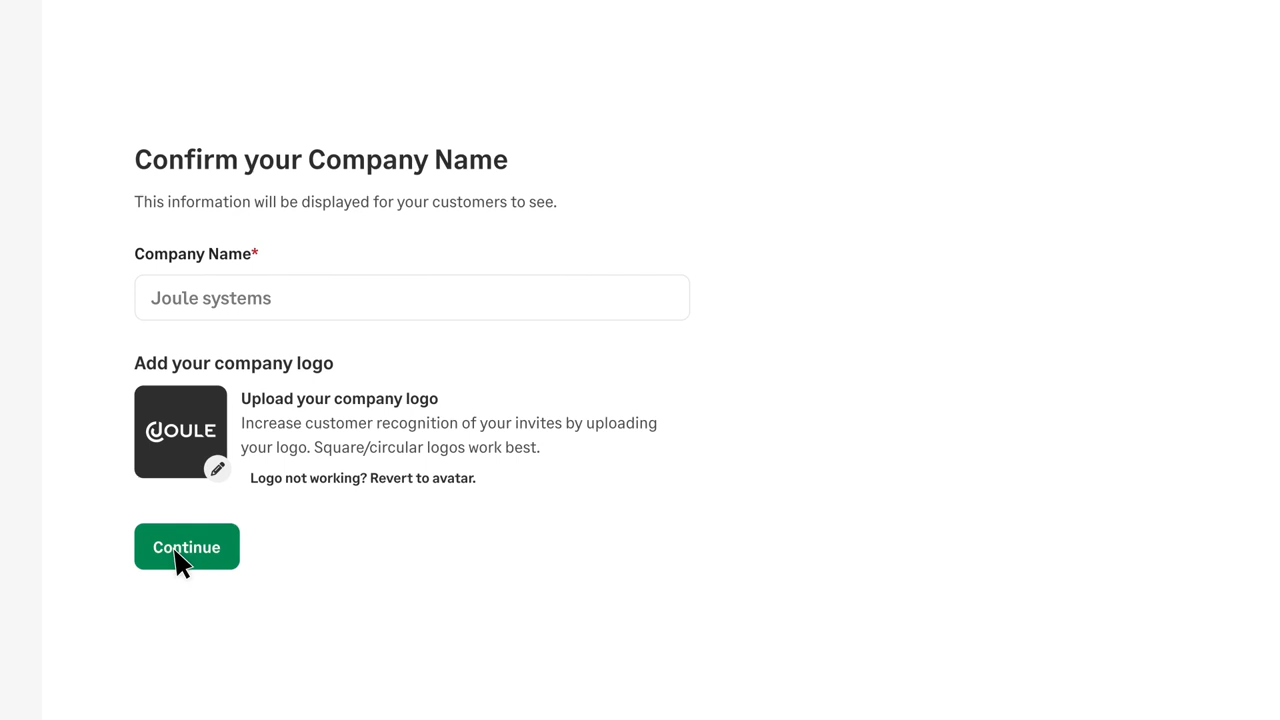 Confirm your Company Name
This information will be displayed for your customers to see.
Company Name*
Joule systems
Add your company logo
JOULE
Upload your company logo
Increase customer recognition of your invites by uploading
your logo. Square/circular logos work best.
Logo not working? Revert to avatar.
Continue